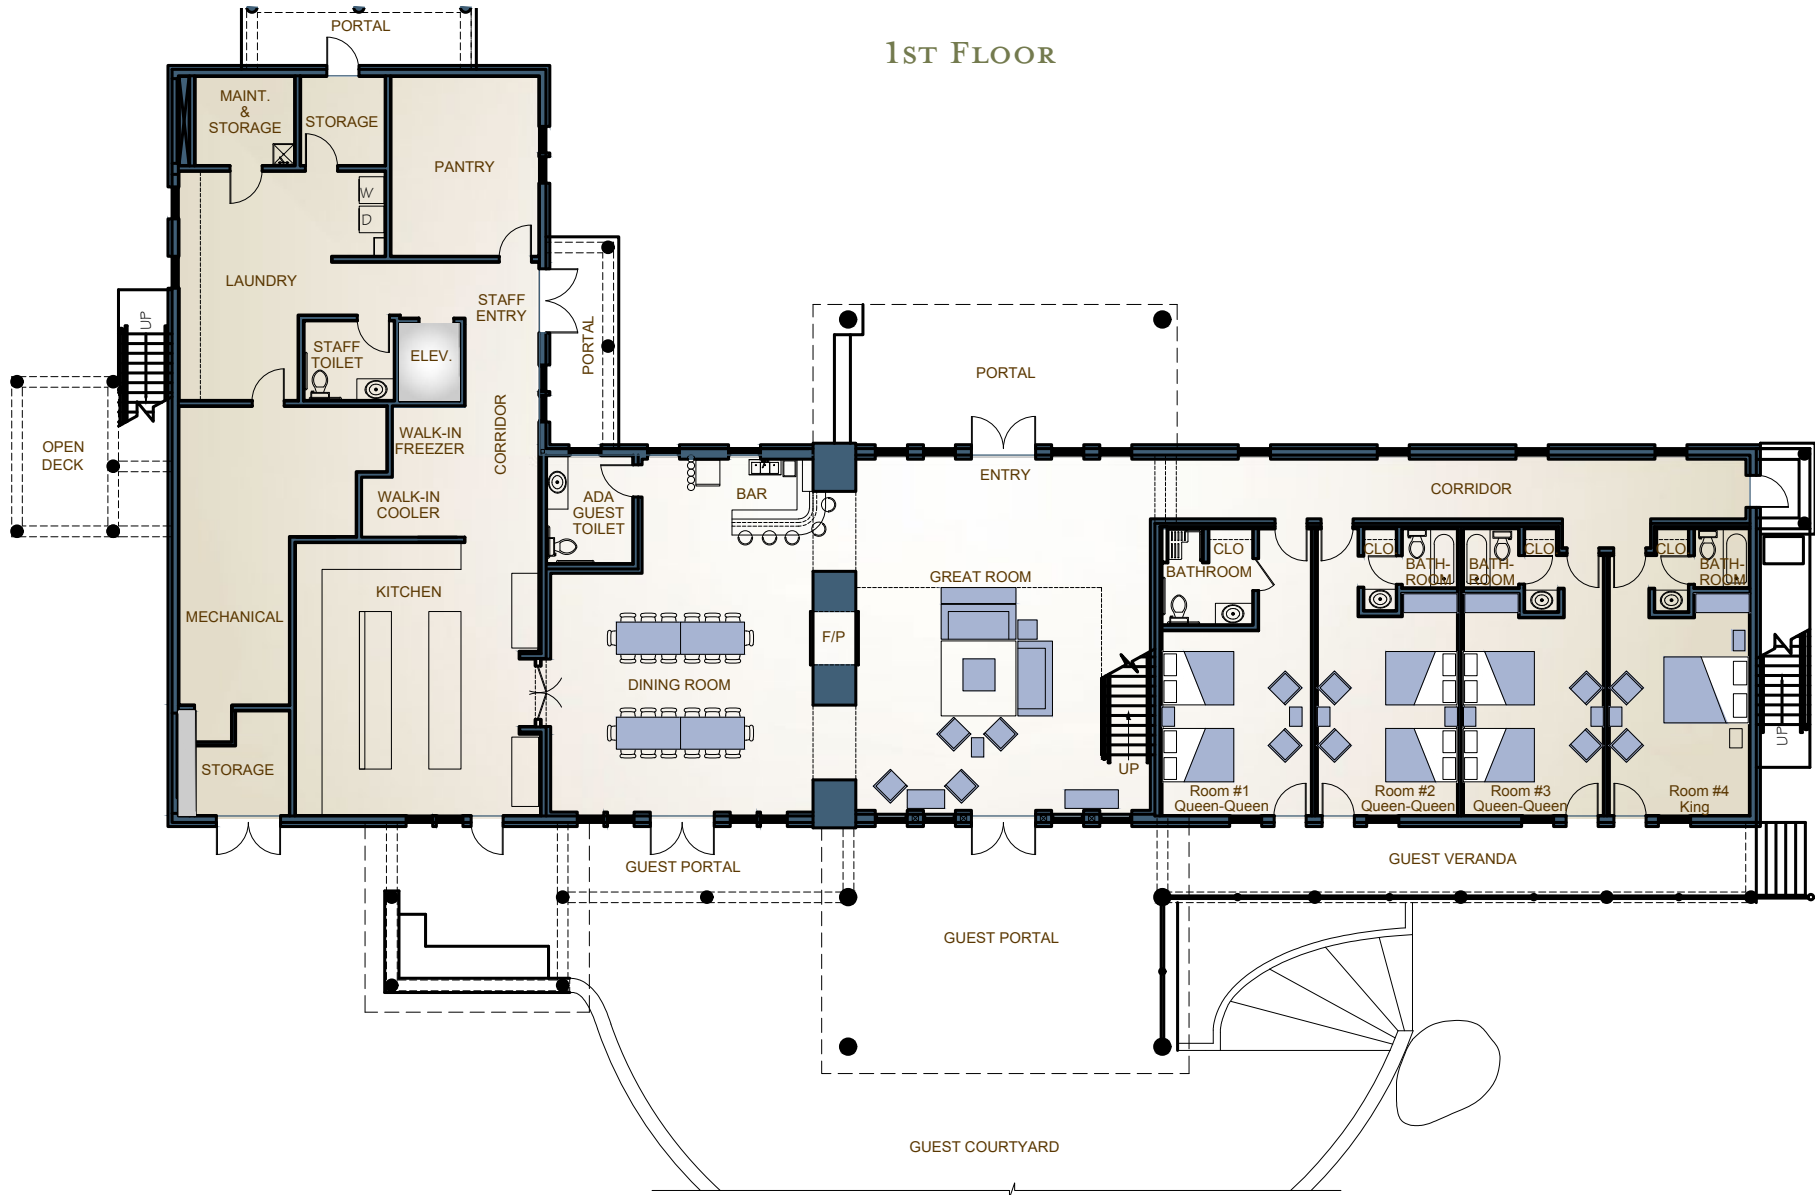 PORTAL
1ST FLOOR
MAINT.
&
STORAGE
STORAGE
PANTRY
W
D
LAUNDRY
STAFF
ENTRY
UP
STAFF
TOILET
ELEV.
PORTAL
PORTAL
OPEN
DECK
WALK-IN
FREEZER
CORRIDOR
WALK-IN
COOLER
ADA
GUEST
TOILET
BAR
ENTRY
CORRIDOR
CLO
BATHROOM
CLO
BATH-
ROOM
CLO
BATH-
ROOM
CLO
BATH-
ROOM
GREAT ROOM
KITCHEN
MECHANICAL
F/P
DINING ROOM
UP
UP
STORAGE
Room #1
Queen-Queen
Room #2
Queen-Queen
Room #3
Queen-Queen
Room #4
King
GUEST PORTAL
GUEST VERANDA
GUEST PORTAL
GUEST COURTYARD